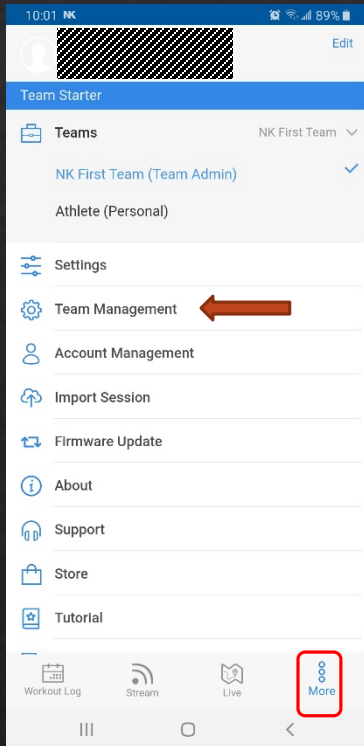 10:01 NK 89%
Edit
Team Starter
Teams NK First Team
NK First Team (Team Admin)
Athlete (Personal)
Settings
Team Management
Account Management
Import Session
Firmware Update
About
Support
Store
Tutorial
Workout Log Stream Live More